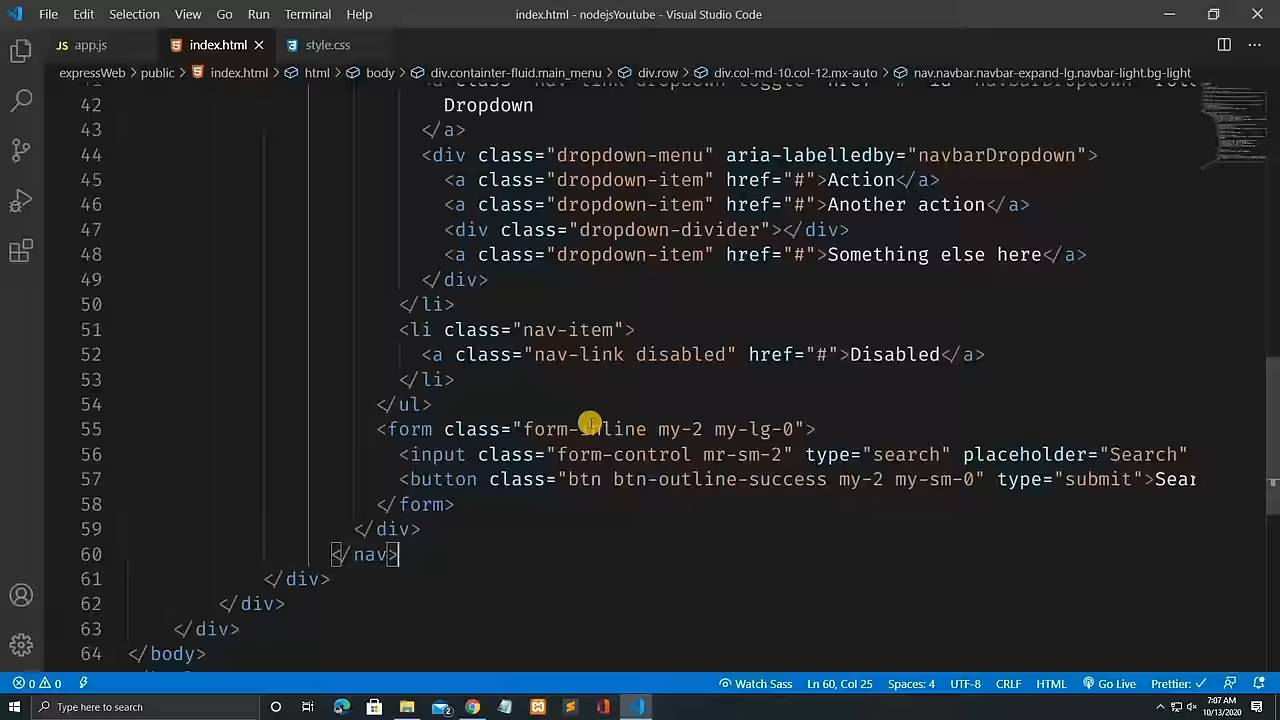 File Edit Selection View Go Run Terminal Help index.html - nodejsYoutube - Visual Studio Code
JS app.js index.html style.css
expressWeb > public > index.html > html > body > div.containter-fluid.main_menu > div.row > div.col-md-10.col-12.mx-auto > nav.navbar.navbar-expand-lg.navbar-light.bg-light
42 Dropdown
43 </a>
44 <div class="dropdown-menu" aria-labelledby="navbarDropdown">
45 <a class="dropdown-item" href="#">Action</a>
46 <a class="dropdown-item" href="#">Another action</a>
47 <div class="dropdown-divider"></div>
48 <a class="dropdown-item" href="#">Something else here</a>
49 </div>
50 </li>
51 <li class="nav-item">
52 <a class="nav-link disabled" href="#">Disabled</a>
53 </li>
54 </ul>
55 <form class="form-inline my-2 my-lg-0">
56 <input class="form-control mr-sm-2" type="search" placeholder="Search"
57 <button class="btn btn-outline-success my-2 my-sm-0" type="submit">Sear
58 </form>
59 </div>
60 </nav>
61 </div>
62 </div>
63 </div>
64 </body>
0 0 Watch Sass Ln 60, Col 25 Spaces: 4 UTF-8 CRLF HTML Go Live Prettier: ✓
Type here to search 7:07 AM
10/13/2020